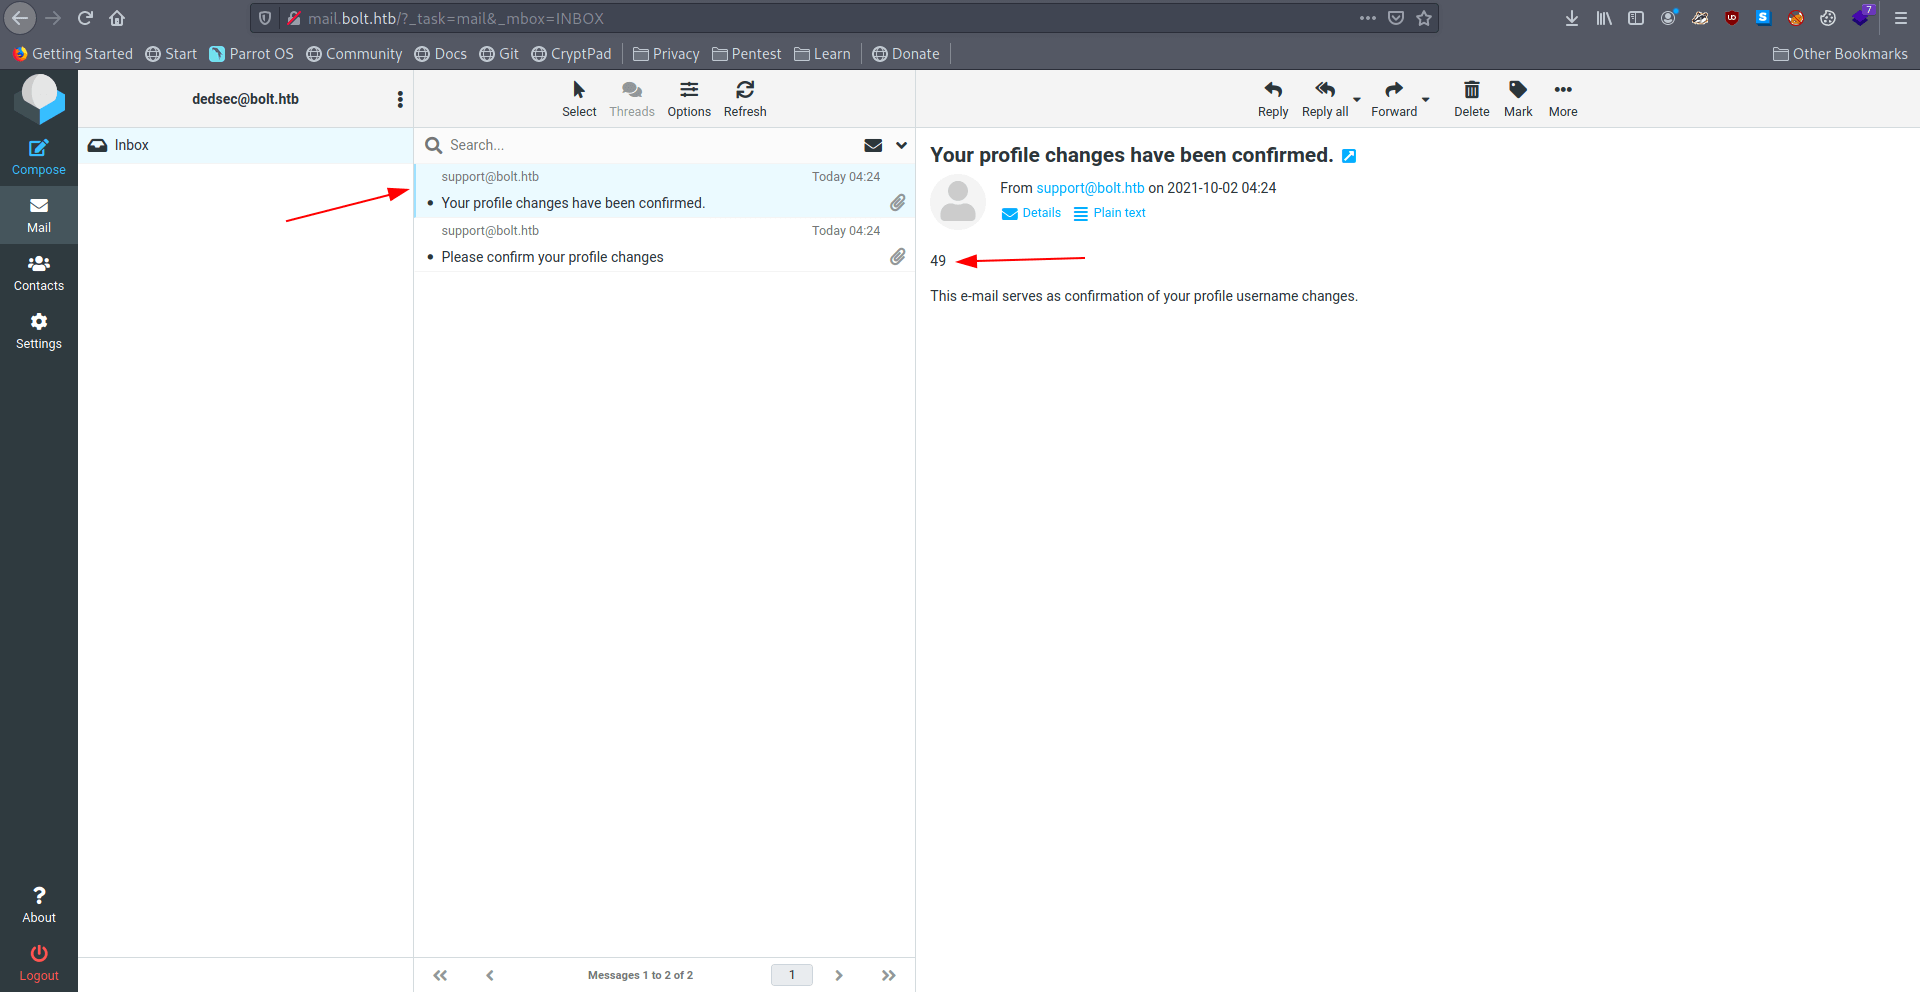 mail.bolt.htb/?_task=mail&_mbox=INBOX
7
Getting Started Start Parrot OS Community Docs Git CryptPad Privacy Pentest Learn Donate Other Bookmarks
dedsec@bolt.htb
Select Threads Options Refresh
Reply Reply all Forward Delete Mark More
Compose
Mail
Contacts
Settings
About
Logout
Inbox
Search...
support@bolt.htb Today 04:24
Your profile changes have been confirmed.
support@bolt.htb Today 04:24
Please confirm your profile changes
Messages 1 to 2 of 2 1
Your profile changes have been confirmed.
From support@bolt.htb on 2021-10-02 04:24
Details Plain text
49
This e-mail serves as confirmation of your profile username changes.